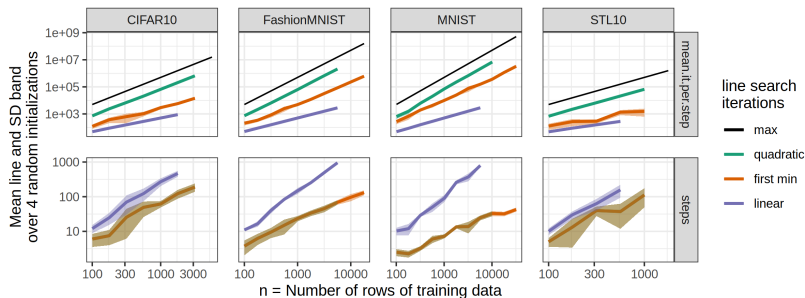 CIFAR10
FashionMNIST
MNIST
STL10
1e+09
1e+07
1e+05
1e+03
mean.it.per.step
1000
100
10
steps
100 300 1000 3000
100 1000 10000
100 1000 10000
100 300 1000
Mean line and SD band
over 4 random initializations
n = Number of rows of training data
line search
iterations
max
quadratic
first min
linear